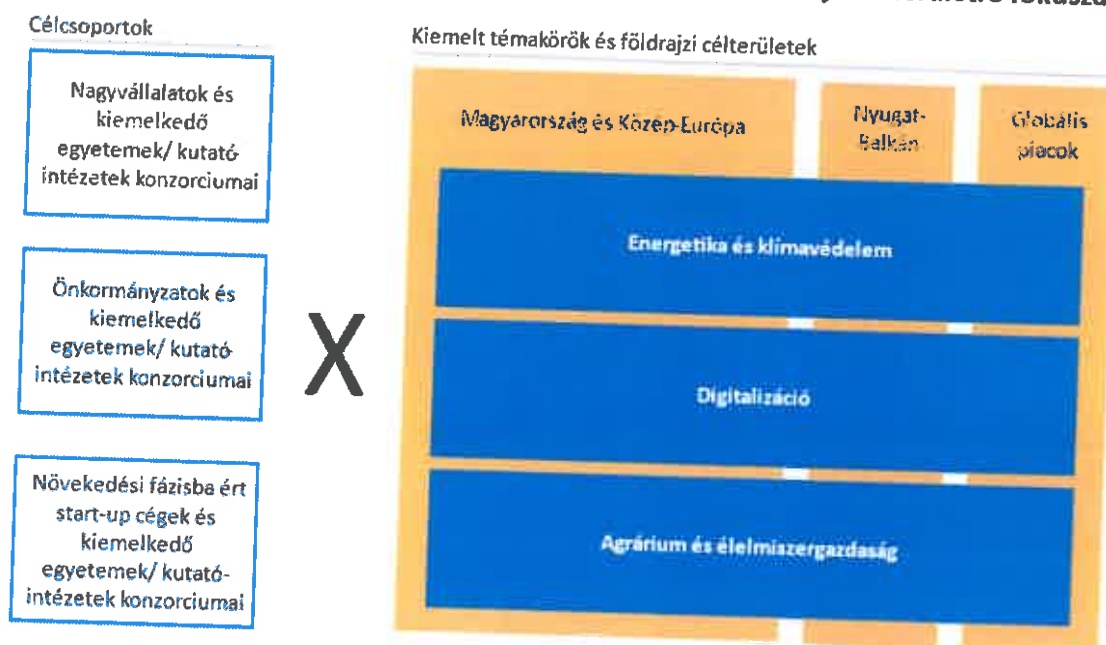 Célcsoportok
Nagyvállalatok és
kiemelkedő
egyetemek/ kutató-
intézetek konzorciumai
Önkormányzatok és
kiemelkedő
egyetemek/ kutató-
intézetek konzorciumai
Növekedési fázisba ért
start-up cégek és
kiemelkedő
egyetemek/ kutató-
intézetek konzorciumai
X
Kiemelt témakörök és földrajzi célterületek
Magyarország és Közép-Európa
Nyugat-
Balkán
Globális
piacok
Energetika és klímavédelem
Digitalizáció
Agrárium és élelmiszergazdaság